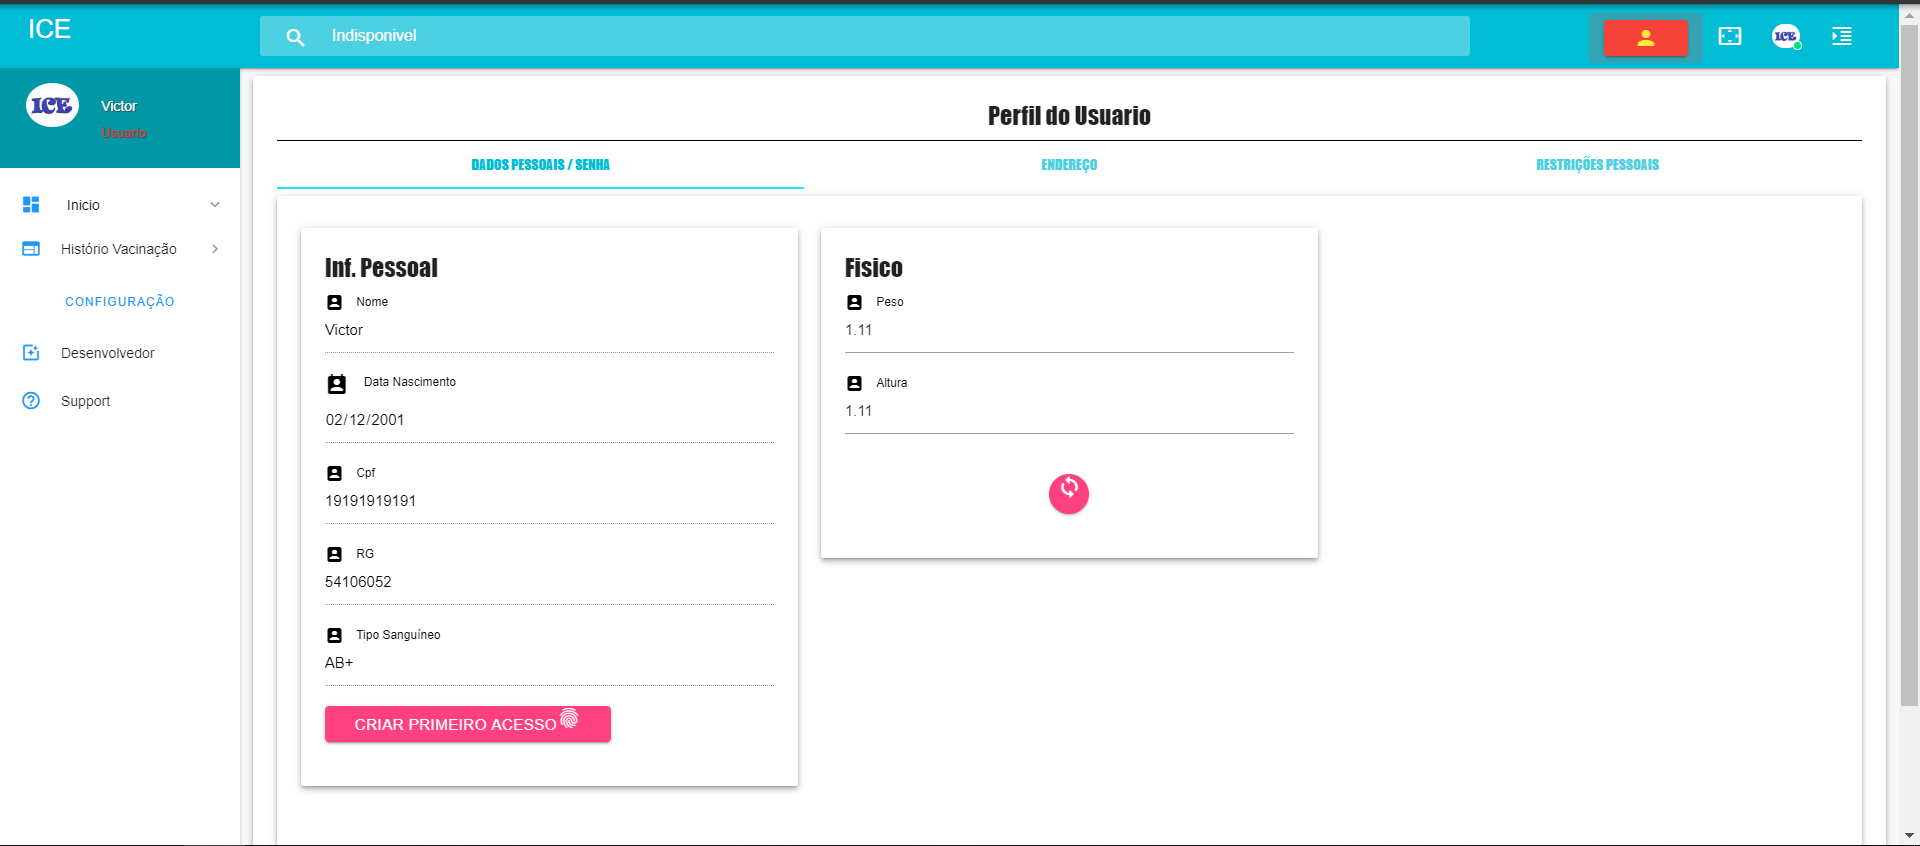 ICE
Indisponivel
ICE
ICE
Victor
Usuario
Inicio
Histório Vacinação
CONFIGURAÇÃO
Desenvolvedor
Support
Perfil do Usuario
DADOS PESSOAIS / SENHA
ENDEREÇO
RESTRIÇÕES PESSOAIS
Inf. Pessoal
Nome
Victor
Data Nascimento
02/12/2001
Cpf
19191919191
RG
54106052
Tipo Sanguíneo
AB+
CRIAR PRIMEIRO ACESSO
Fisico
Peso
1.11
Altura
1.11